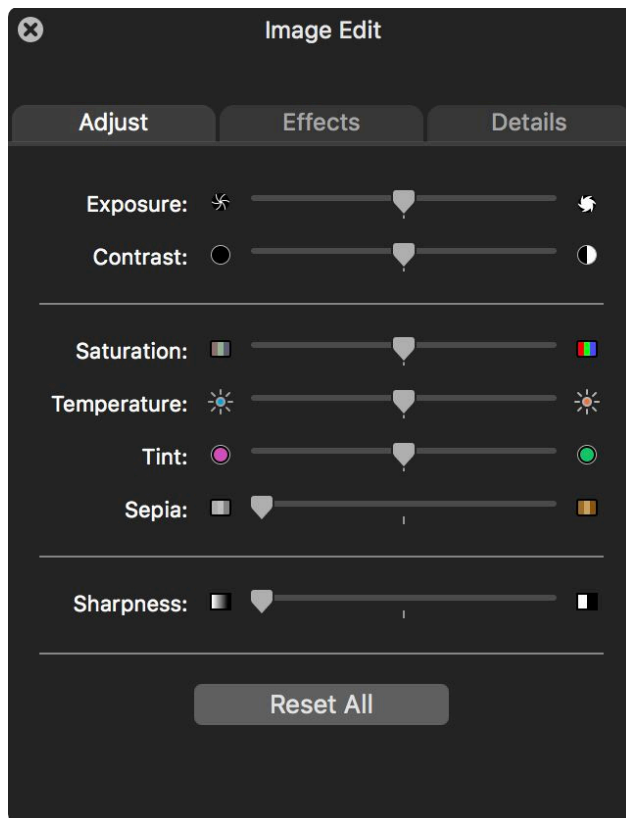 Image Edit
Adjust Effects Details
Exposure:
Contrast:
Saturation:
Temperature:
Tint:
Sepia:
Sharpness:
Reset All